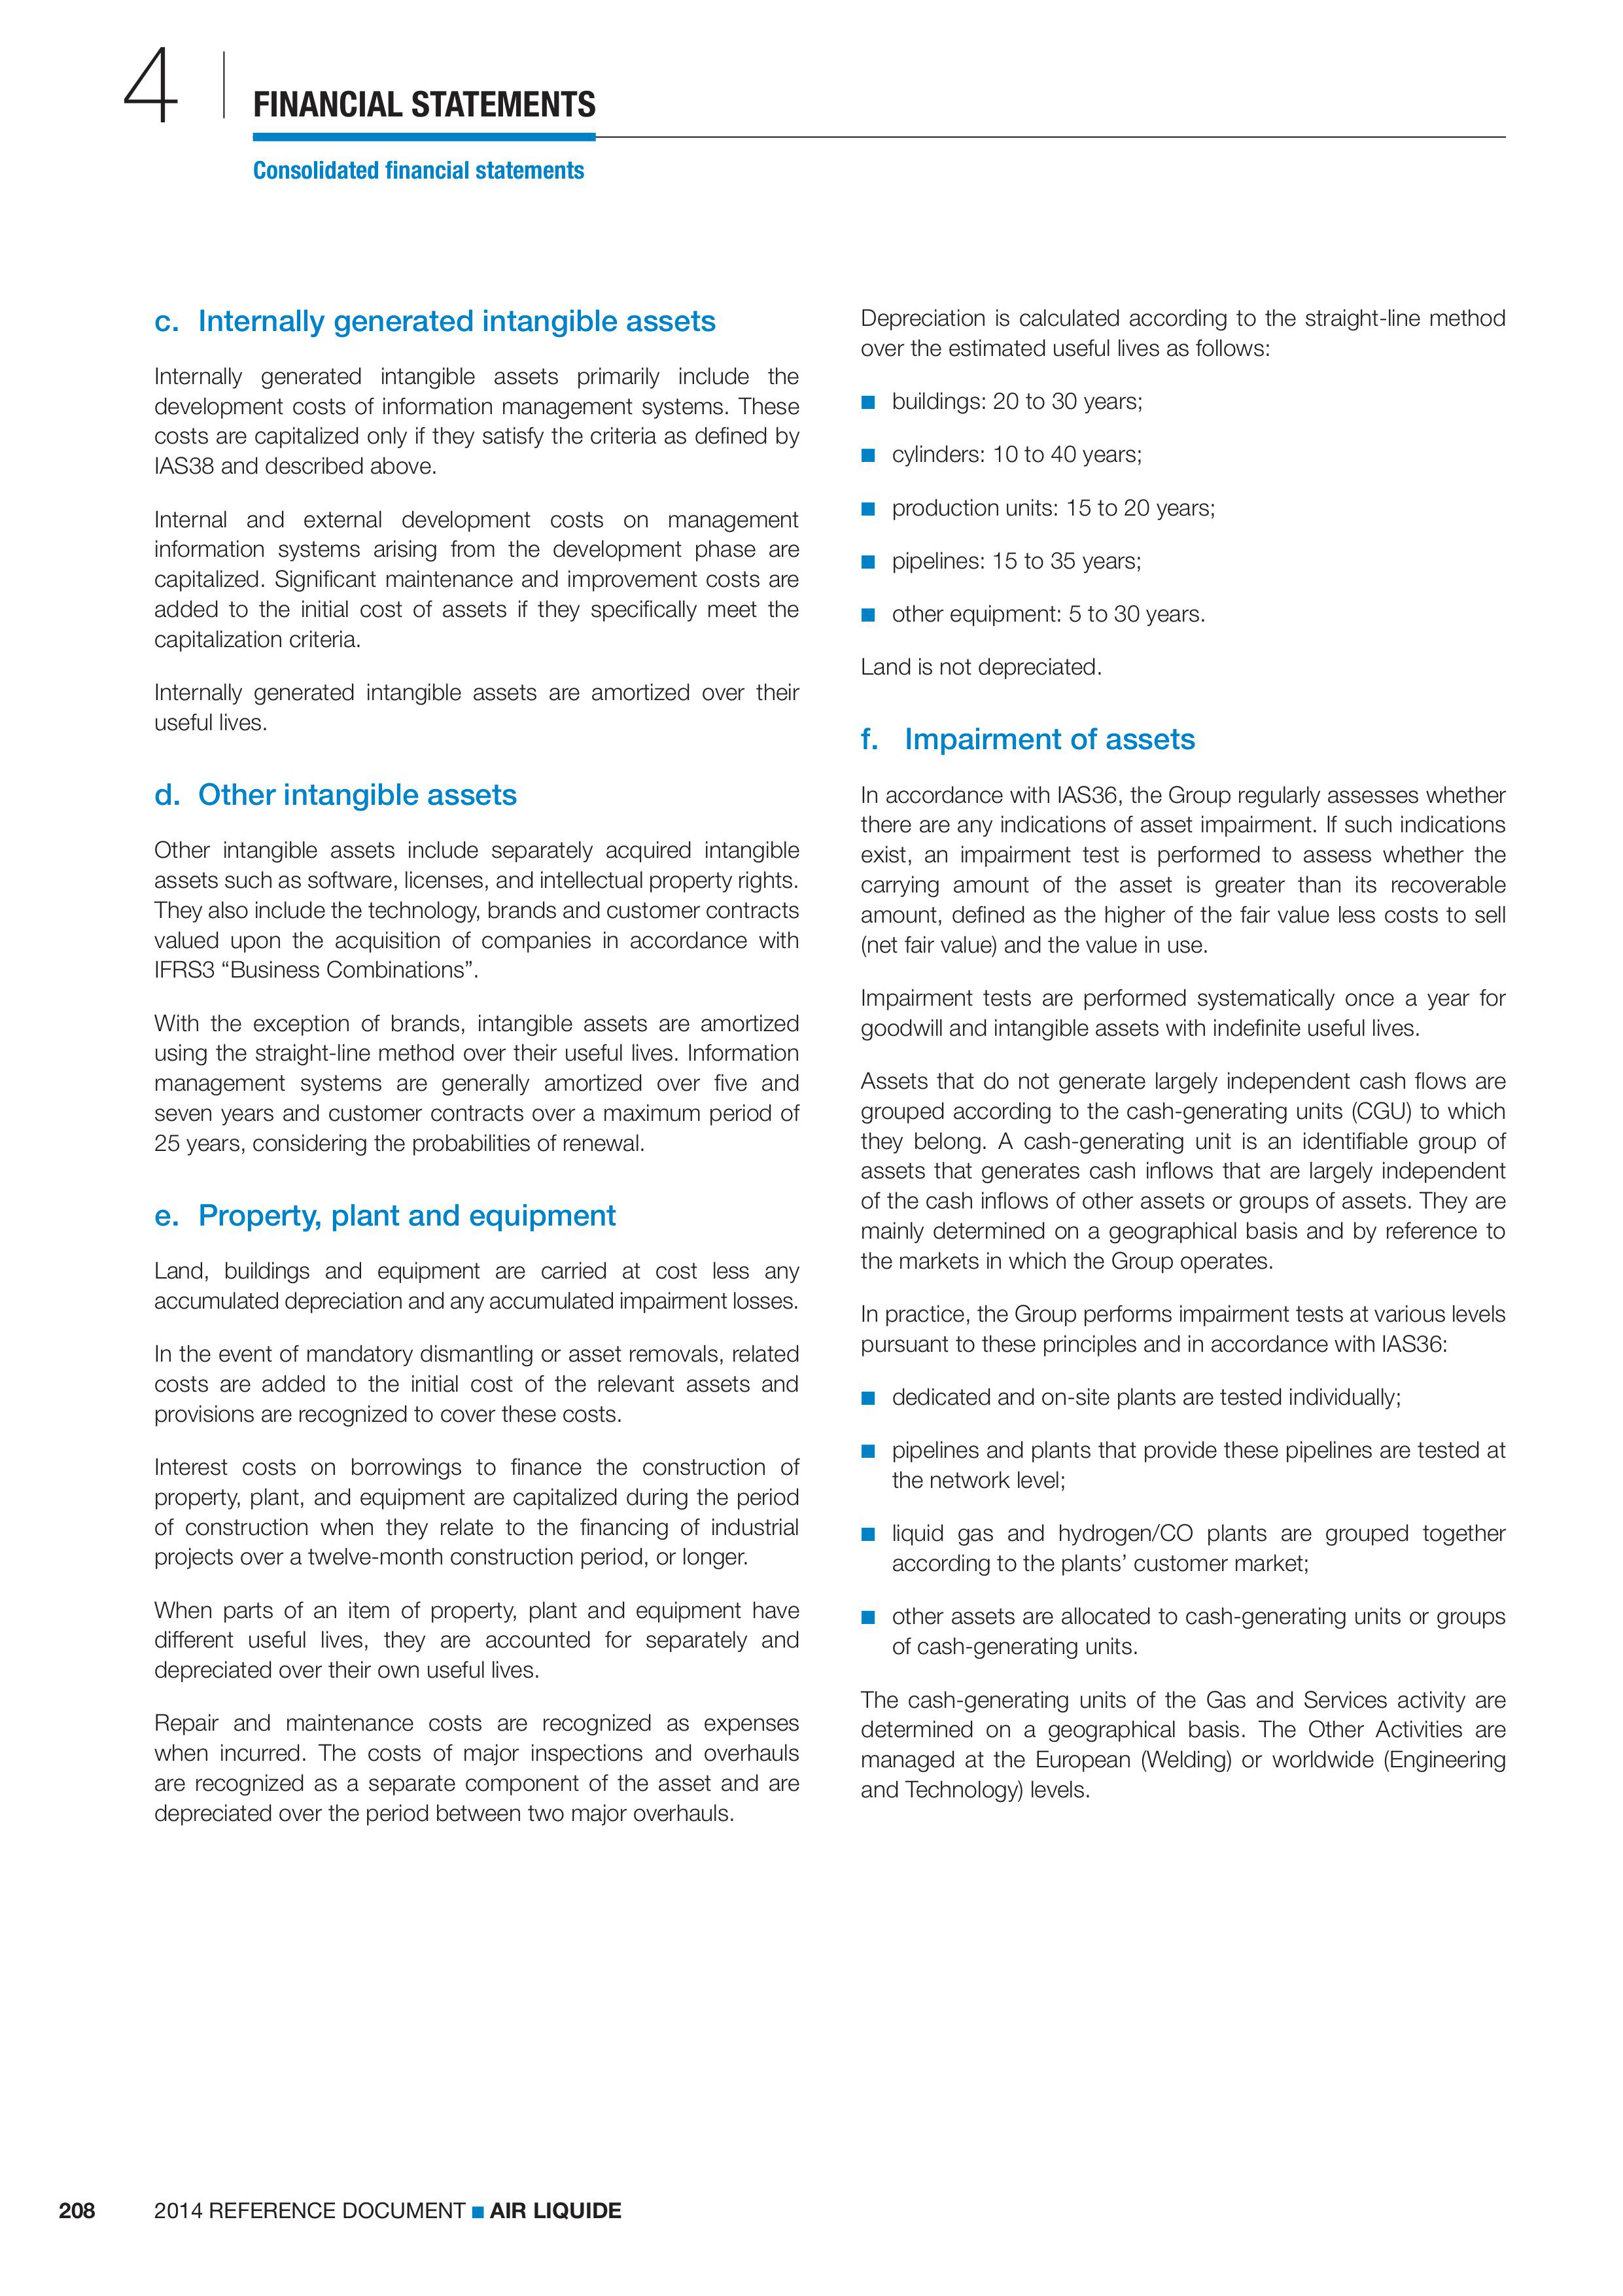 4
FINANCIAL STATEMENTS
Consolidated financial statements
c. Internally generated intangible assets
Internally generated intangible assets primarily include the
development costs of information management systems. These
costs are capitalized only if they satisfy the criteria as defined by
IAS38 and described above.
Internal and external development costs on management
information systems arising from the development phase are
capitalized. Significant maintenance and improvement costs are
added to the initial cost of assets if they specifically meet the
capitalization criteria.
Internally generated intangible assets are amortized over their
useful lives.
d. Other intangible assets
Other intangible assets include separately acquired intangible
assets such as software, licenses, and intellectual property rights.
They also include the technology, brands and customer contracts
valued upon the acquisition of companies in accordance with
IFRS3 “Business Combinations”.
With the exception of brands, intangible assets are amortized
using the straight-line method over their useful lives. Information
management systems are generally amortized over five and
seven years and customer contracts over a maximum period of
25 years, considering the probabilities of renewal.
e. Property, plant and equipment
Land, buildings and equipment are carried at cost less any
accumulated depreciation and any accumulated impairment losses.
In the event of mandatory dismantling or asset removals, related
costs are added to the initial cost of the relevant assets and
provisions are recognized to cover these costs.
Interest costs on borrowings to finance the construction of
property, plant, and equipment are capitalized during the period
of construction when they relate to the financing of industrial
projects over a twelve-month construction period, or longer.
When parts of an item of property, plant and equipment have
different useful lives, they are accounted for separately and
depreciated over their own useful lives.
Repair and maintenance costs are recognized as expenses
when incurred. The costs of major inspections and overhauls
are recognized as a separate component of the asset and are
depreciated over the period between two major overhauls.
Depreciation is calculated according to the straight-line method
over the estimated useful lives as follows:
■ buildings: 20 to 30 years;
■ cylinders: 10 to 40 years;
■ production units: 15 to 20 years;
■ pipelines: 15 to 35 years;
■ other equipment: 5 to 30 years.
Land is not depreciated.
f. Impairment of assets
In accordance with IAS36, the Group regularly assesses whether
there are any indications of asset impairment. If such indications
exist, an impairment test is performed to assess whether the
carrying amount of the asset is greater than its recoverable
amount, defined as the higher of the fair value less costs to sell
(net fair value) and the value in use.
Impairment tests are performed systematically once a year for
goodwill and intangible assets with indefinite useful lives.
Assets that do not generate largely independent cash flows are
grouped according to the cash-generating units (CGU) to which
they belong. A cash-generating unit is an identifiable group of
assets that generates cash inflows that are largely independent
of the cash inflows of other assets or groups of assets. They are
mainly determined on a geographical basis and by reference to
the markets in which the Group operates.
In practice, the Group performs impairment tests at various levels
pursuant to these principles and in accordance with IAS36:
■ dedicated and on-site plants are tested individually;
■ pipelines and plants that provide these pipelines are tested at
the network level;
■ liquid gas and hydrogen/CO plants are grouped together
according to the plants’ customer market;
■ other assets are allocated to cash-generating units or groups
of cash-generating units.
The cash-generating units of the Gas and Services activity are
determined on a geographical basis. The Other Activities are
managed at the European (Welding) or worldwide (Engineering
and Technology) levels.
208 2014 REFERENCE DOCUMENT ■ AIR LIQUIDE